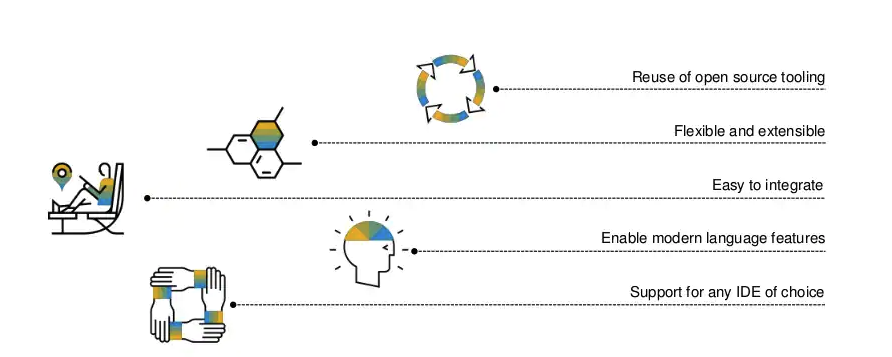 Reuse of open source tooling
Flexible and extensible
Easy to integrate
Enable modern language features
Support for any IDE of choice